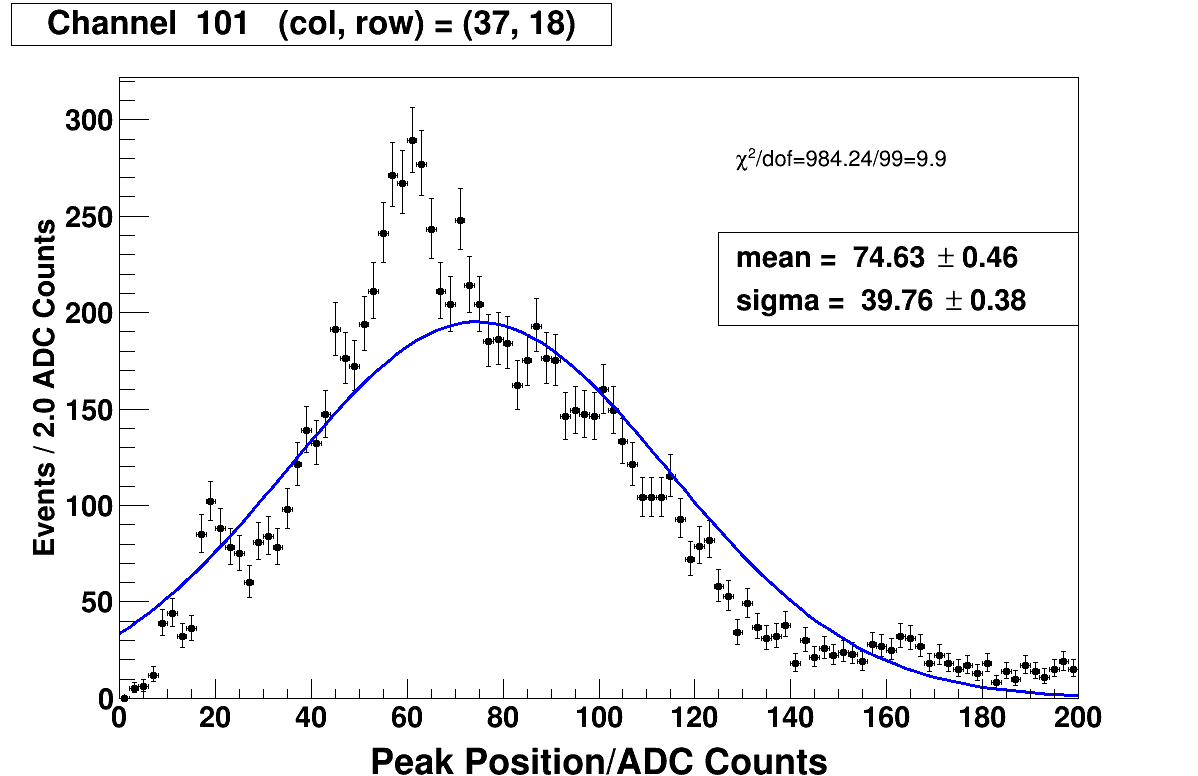 Channel 101 (col, row) = (37, 18)
χ²/dof=984.24/99=9.9
mean = 74.63 ± 0.46
sigma = 39.76 ± 0.38
Events / 2.0 ADC Counts
300
250
200
150
100
50
0
0 20 40 60 80 100 120 140 160 180 200
Peak Position/ADC Counts